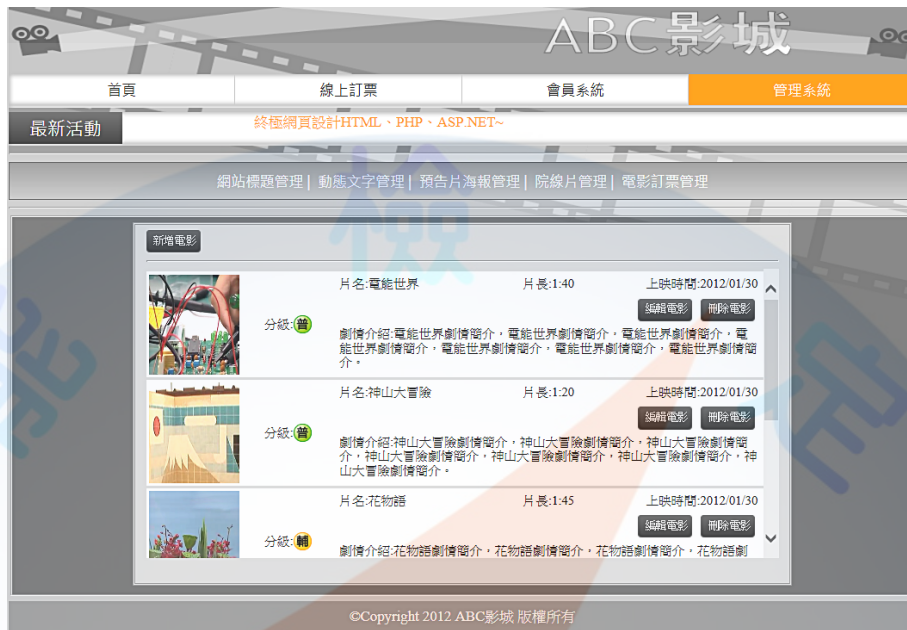 ABC影城
首頁 線上訂票 會員系統 管理系統
最新活動 終極網頁設計HTML、PHP、ASP.NET~
網站標題管理| 動態文字管理| 預告片海報管理| 院線片管理| 電影訂票管理
新增電影
片名:電能世界 片長:1:40 上映時間:2012/01/30
編輯電影 刪除電影
分級:普
劇情介紹:電能世界劇情簡介，電能世界劇情簡介，電能世界劇情簡介，電
能世界劇情簡介，電能世界劇情簡介，電能世界劇情簡介，電能世界劇情簡
介。
片名:神山大冒險 片長:1:20 上映時間:2012/01/30
編輯電影 刪除電影
分級:普
劇情介紹:神山大冒險劇情簡介，神山大冒險劇情簡介，神山大冒險劇情簡
介，神山大冒險劇情簡介，神山大冒險劇情簡介，神山大冒險劇情簡介，神
山大冒險劇情簡介。
片名:花物語 片長:1:45 上映時間:2012/01/30
編輯電影 刪除電影
分級:輔
劇情介紹:花物語劇情簡介，花物語劇情簡介，花物語劇情簡介，花物語劇
©Copyright 2012 ABC影城 版權所有
能 檢 定